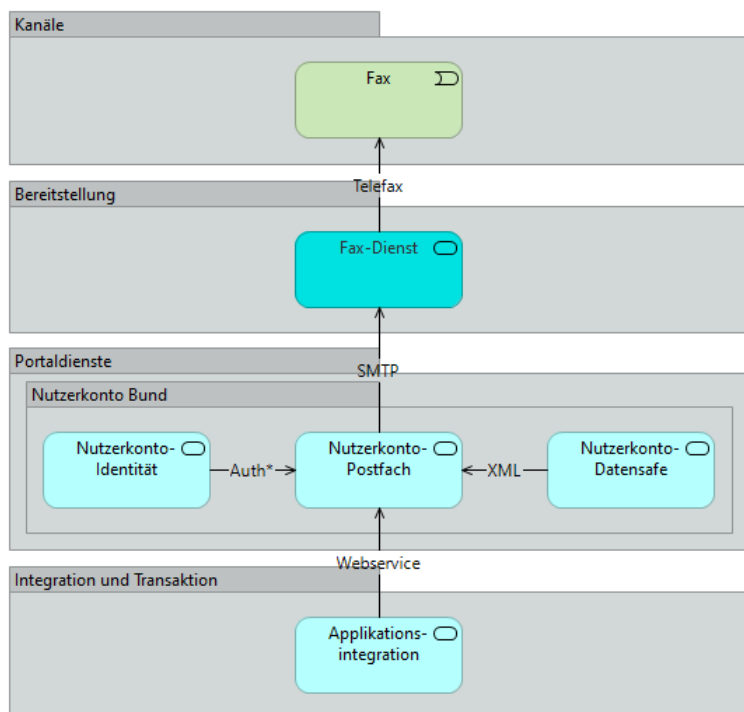 Kanäle
Fax
Telefax
Bereitstellung
Fax-Dienst
SMTP
Portaldienste
Nutzerkonto Bund
Nutzerkonto-
Identität
Auth*
Nutzerkonto-
Postfach
XML
Nutzerkonto-
Datensafe
Webservice
Integration und Transaktion
Applikations-
integration